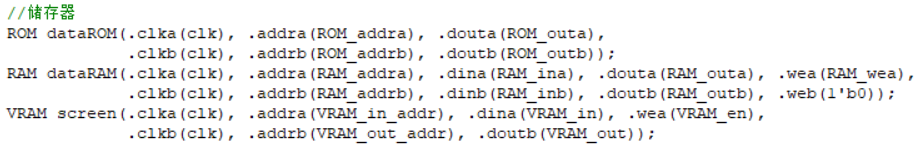 //储存器
ROM dataROM(.clka(clk), .addra(ROM_addra), .douta(ROM_outa),
.clkb(clk), .addrb(ROM_addrb), .doutb(ROM_outb));
RAM dataRAM(.clka(clk), .addra(RAM_addra), .dina(RAM_ina), .douta(RAM_outa), .wea(RAM_wea),
.clkb(clk), .addrb(RAM_addrb), .dinb(RAM_inb), .doutb(RAM_outb), .web(1'b0));
VRAM screen(.clka(clk), .addra(VRAM_in_addr), .dina(VRAM_in), .wea(VRAM_en),
.clkb(clk), .addrb(VRAM_out_addr), .doutb(VRAM_out));